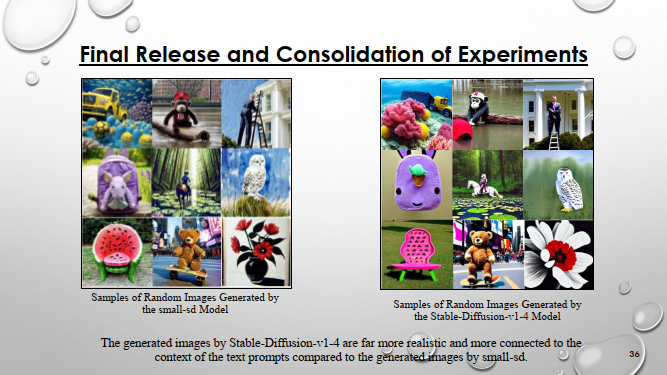 Final Release and Consolidation of Experiments
Samples of Random Images Generated by
the small-sd Model
Samples of Random Images Generated by
the Stable-Diffusion-v1-4 Model
The generated images by Stable-Diffusion-v1-4 are far more realistic and more connected to the
context of the text prompts compared to the generated images by small-sd.
36